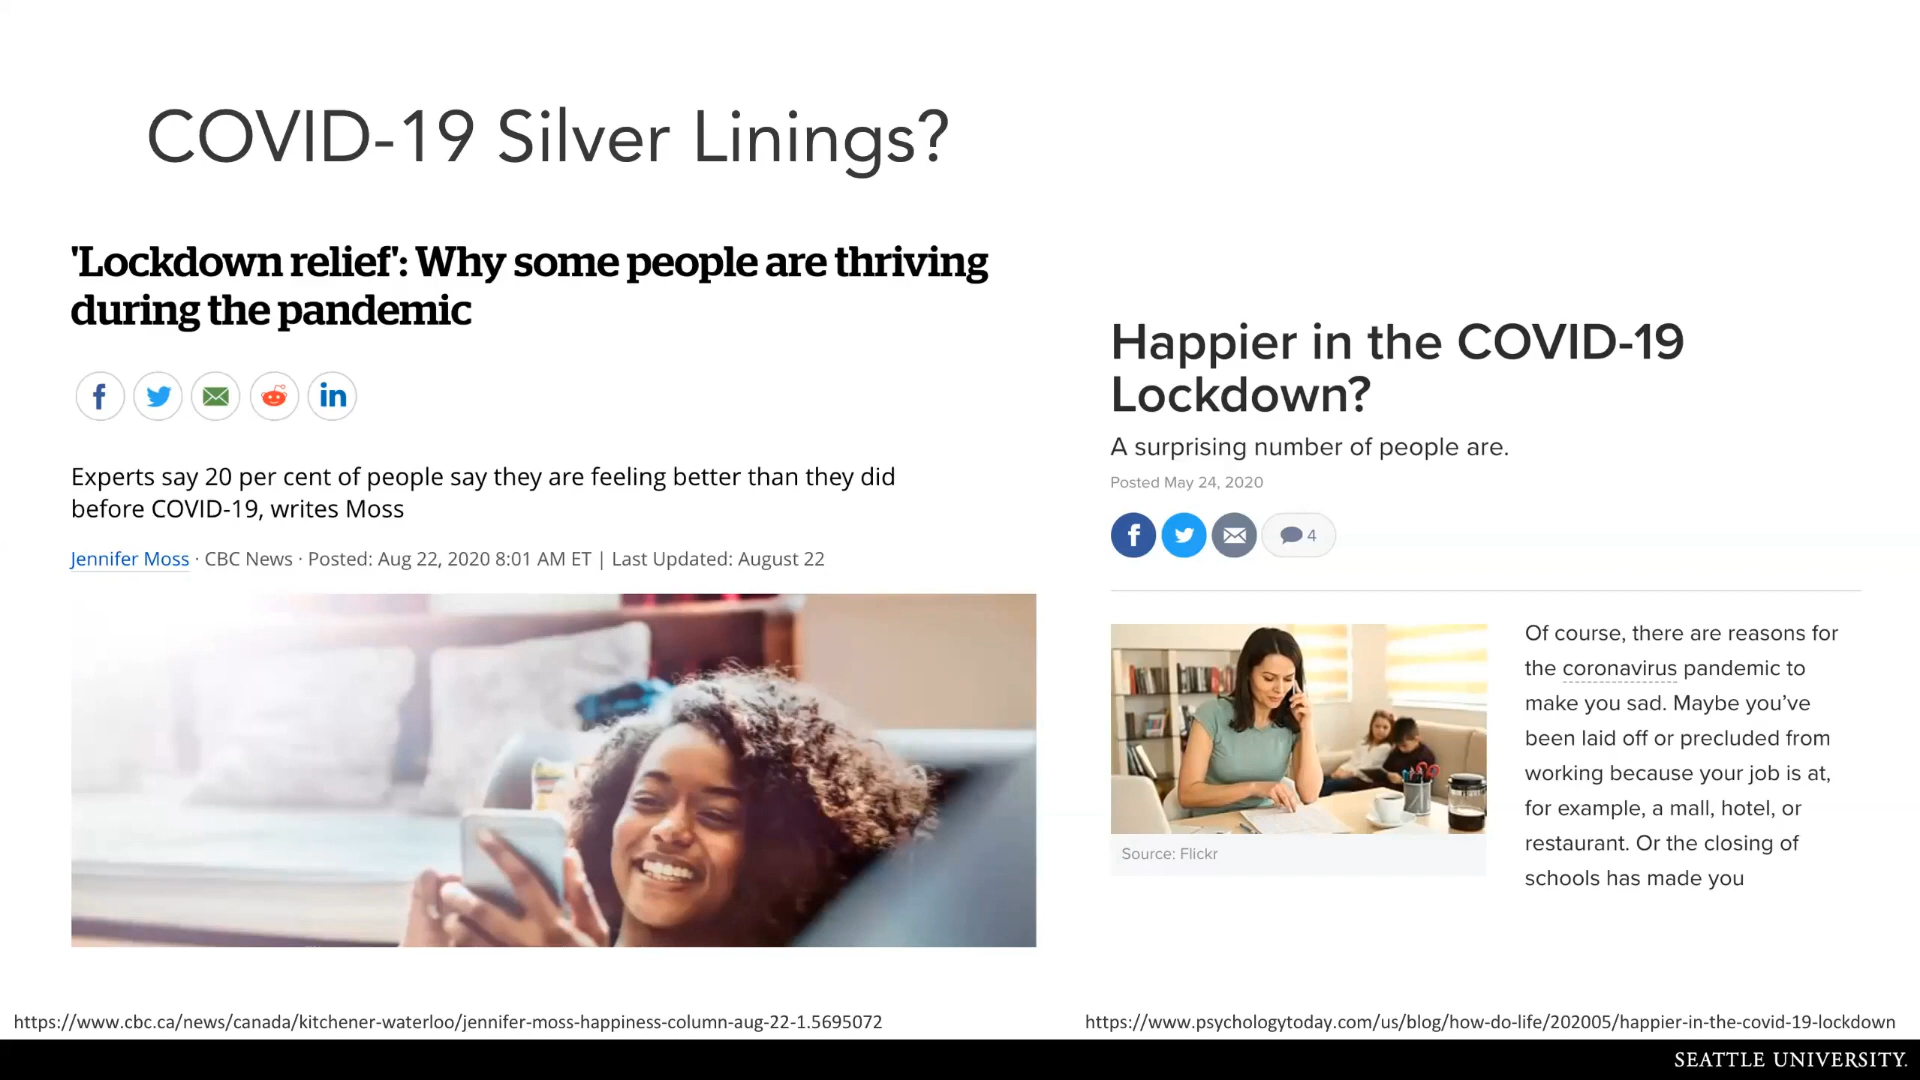 COVID-19 Silver Linings?
'Lockdown relief': Why some people are thriving
during the pandemic
Experts say 20 per cent of people say they are feeling better than they did
before COVID-19, writes Moss
Jennifer Moss · CBC News · Posted: Aug 22, 2020 8:01 AM ET | Last Updated: August 22
Happier in the COVID-19
Lockdown?
A surprising number of people are.
Posted May 24, 2020
4
Source: Flickr
Of course, there are reasons for
the coronavirus pandemic to
make you sad. Maybe you’ve
been laid off or precluded from
working because your job is at,
for example, a mall, hotel, or
restaurant. Or the closing of
schools has made you
https://www.cbc.ca/news/canada/kitchener-waterloo/jennifer-moss-happiness-column-aug-22-1.5695072
https://www.psychologytoday.com/us/blog/how-do-life/202005/happier-in-the-covid-19-lockdown
SEATTLE UNIVERSITY.